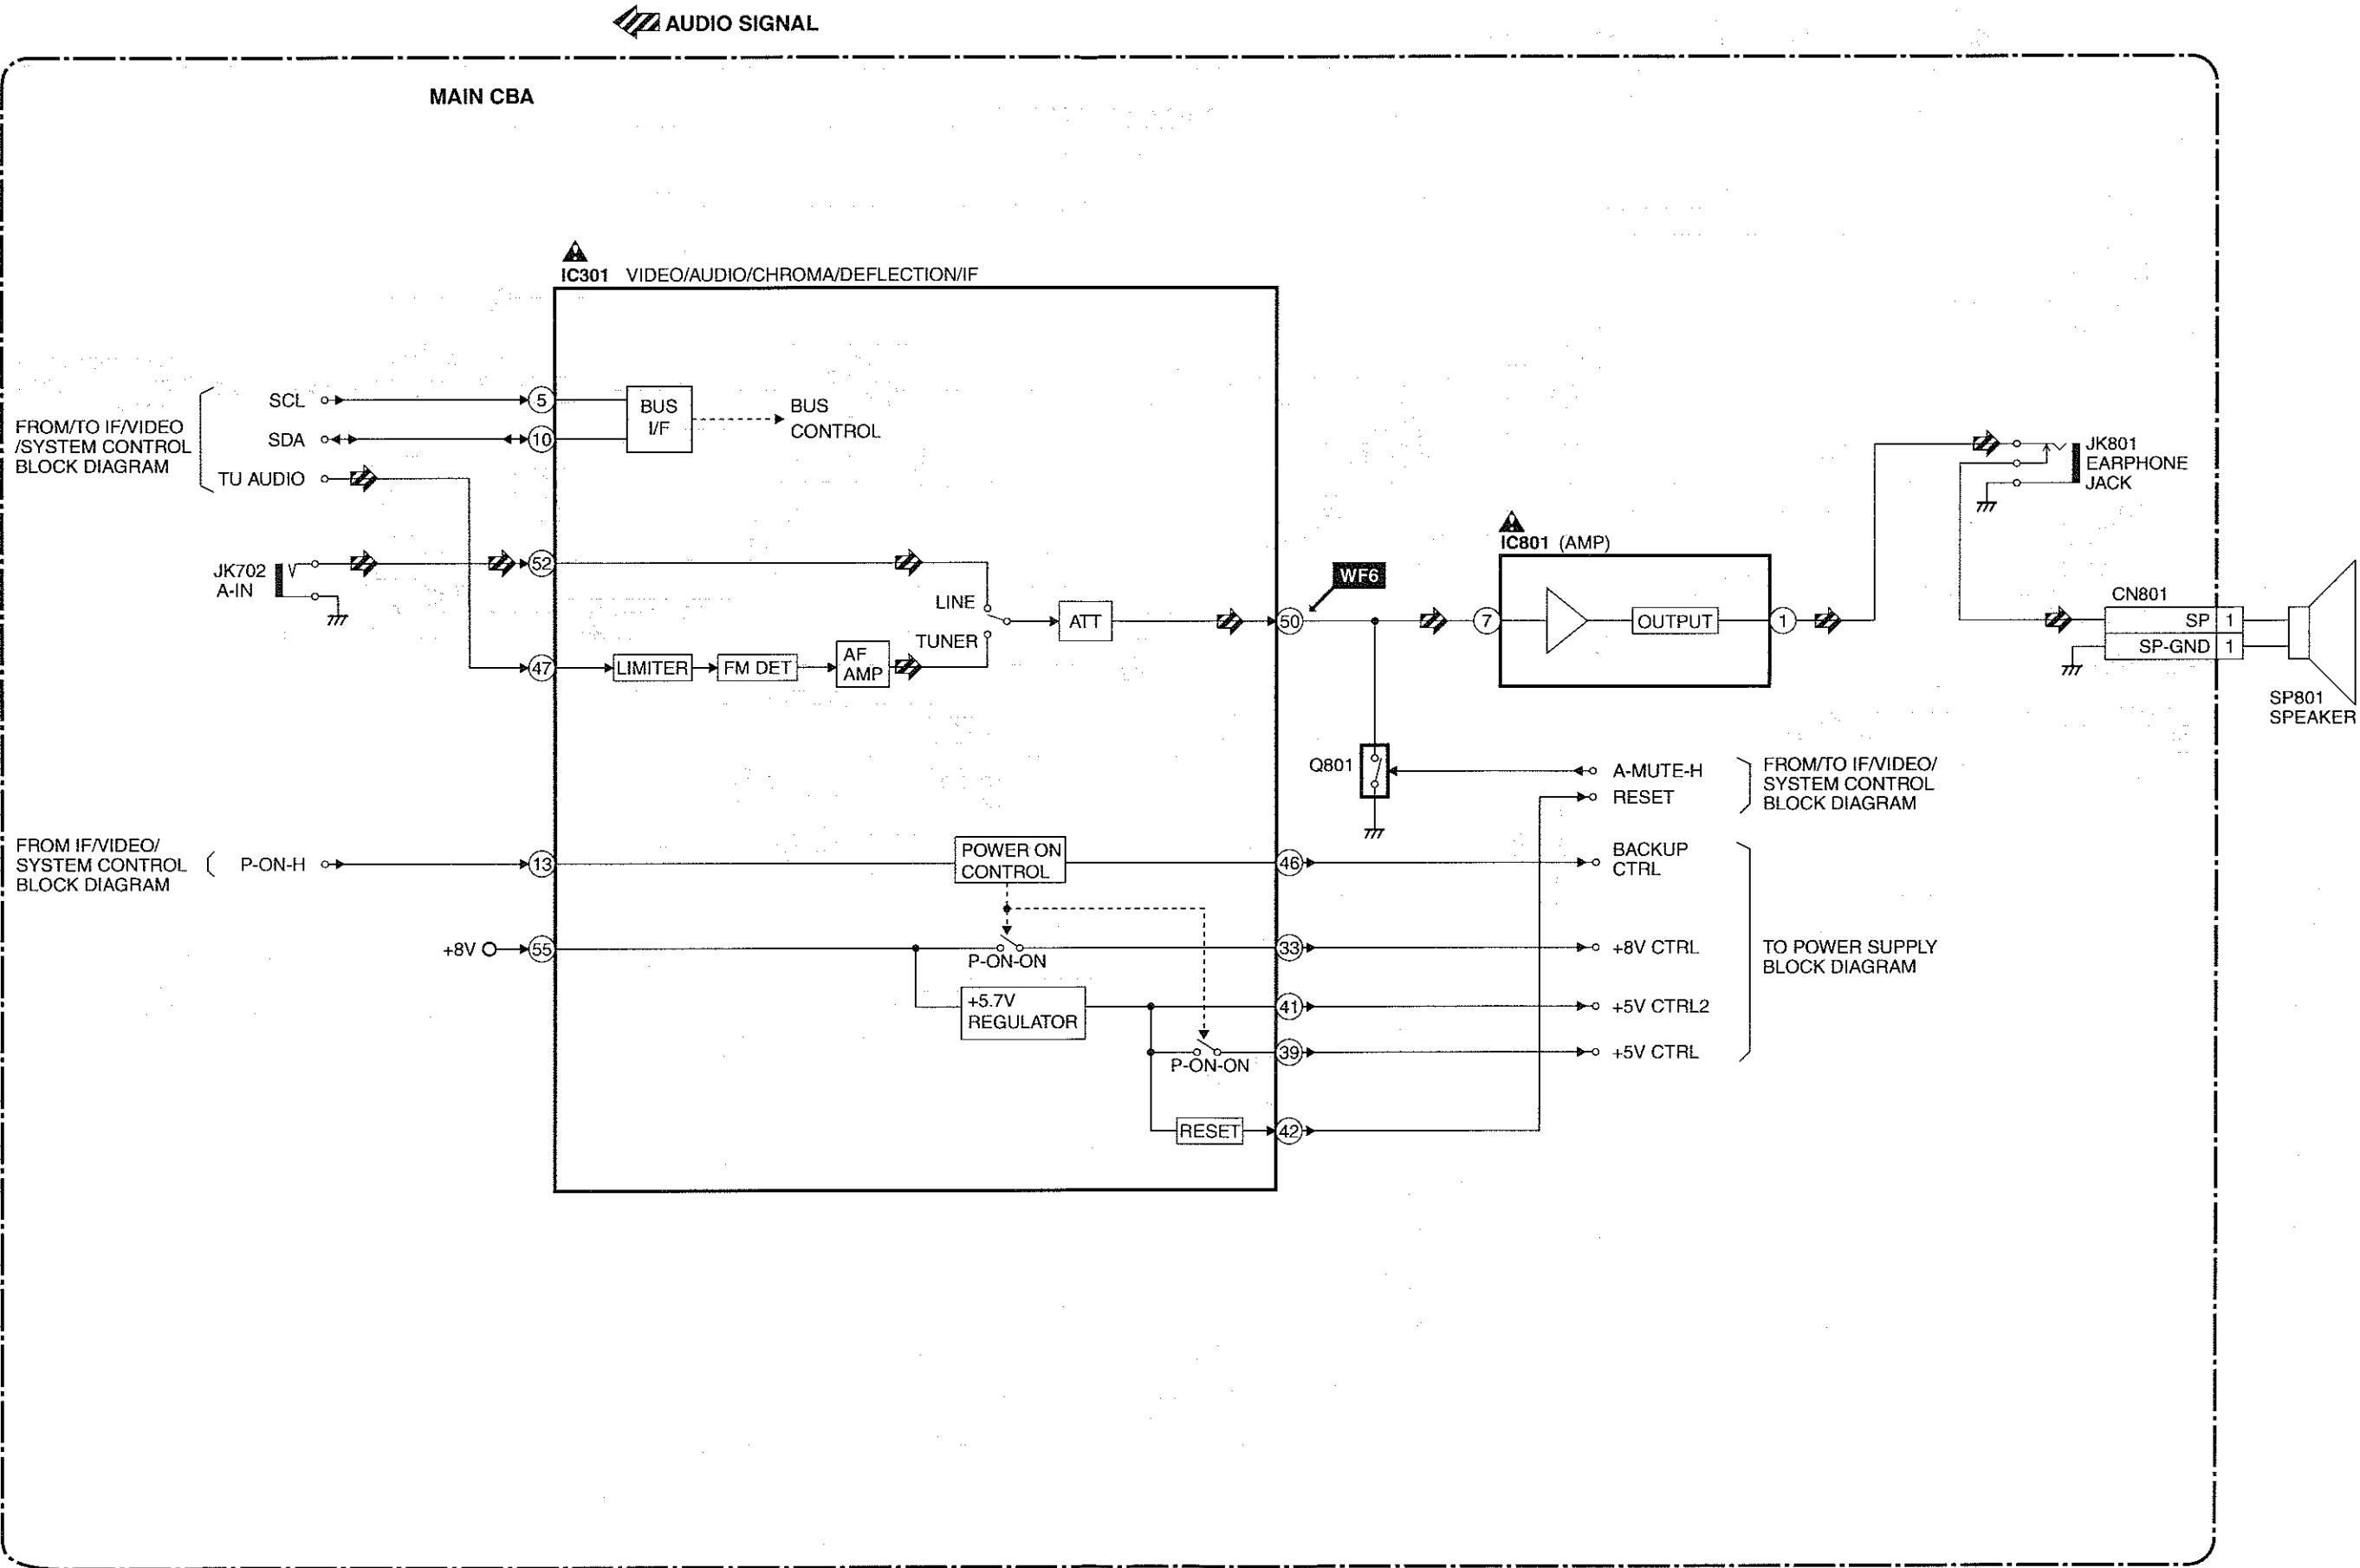 AUDIO SIGNAL
MAIN CBA
IC301 VIDEO/AUDIO/CHROMA/DEFLECTION/IF
FROM/TO IF/VIDEO
/SYSTEM CONTROL
BLOCK DIAGRAM
SCL
SDA
TU AUDIO
5
10
BUS
I/F
BUS
CONTROL
JK702
A-IN
52
47
LIMITER
FM DET
AF
AMP
LINE
TUNER
ATT
50
WF6
IC801 (AMP)
7
OUTPUT
1
JK801
EARPHONE
JACK
CN801
SP 1
SP-GND 1
SP801
SPEAKER
Q801
A-MUTE-H
RESET
FROM/TO IF/VIDEO/
SYSTEM CONTROL
BLOCK DIAGRAM
FROM IF/VIDEO/
SYSTEM CONTROL
BLOCK DIAGRAM
P-ON-H
13
POWER ON
CONTROL
46
BACKUP
CTRL
+8V
55
P-ON-ON
33
+8V CTRL
TO POWER SUPPLY
BLOCK DIAGRAM
+5.7V
REGULATOR
41
+5V CTRL2
P-ON-ON
39
+5V CTRL
RESET
42